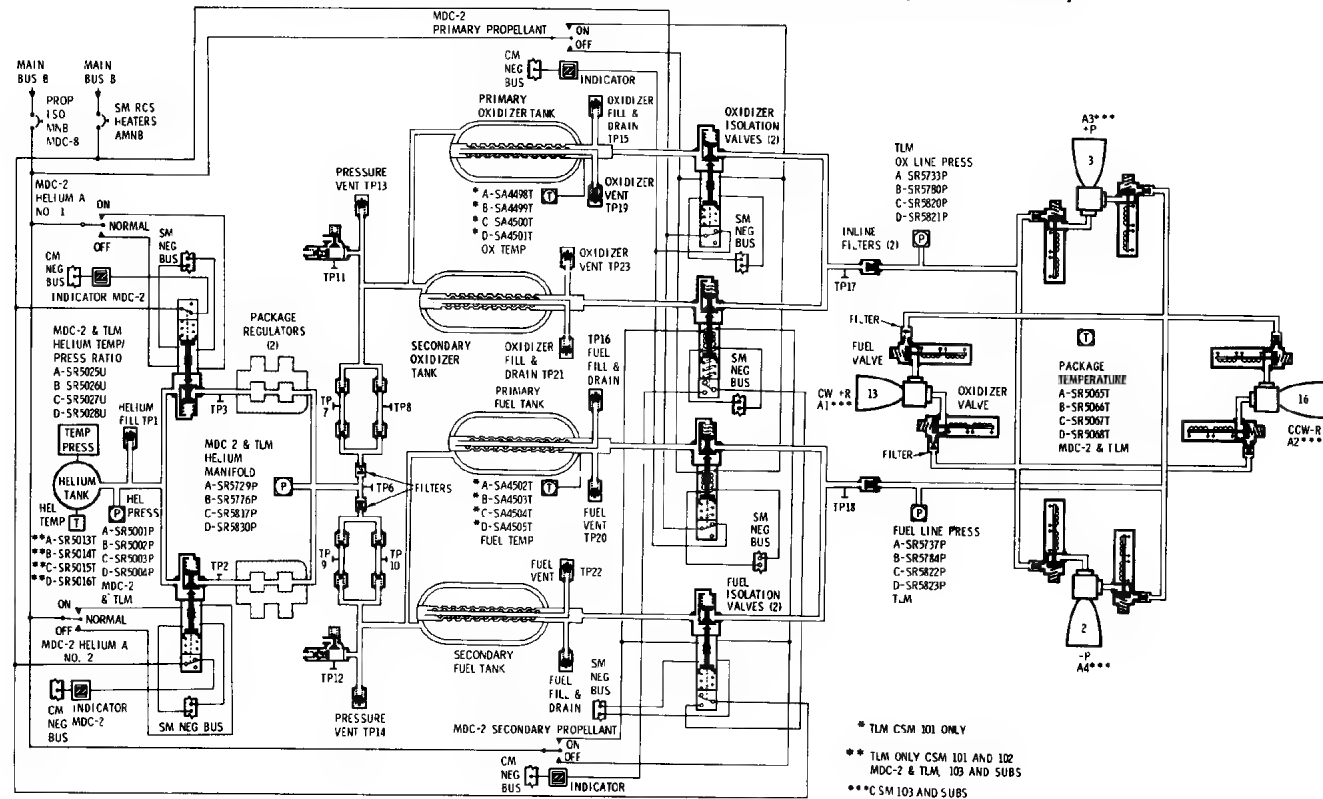 MDC-2
PRIMARY PROPELLANT
ON
OFF
CM
NEG
BUS
INDICATOR
MAIN
BUS B
MAIN
BUS B
PROP
ISO
MNB
MDC-8
SM RCS
HEATERS
AMNB
PRIMARY
OXIDIZER TANK
OXIDIZER
FILL &
DRAIN
TP15
OXIDIZER
ISOLATION
VALVES (2)
A3***
+P
3
TLM
OX LINE PRESS
A SR5733P
B-SR5780P
C-SR5820P
D-SR5821P
PRESSURE
VENT TP13
MDC-2
HELIUM A
NO. 1
ON
NORMAL
OFF
SM
NEG
BUS
CM
NEG
BUS
INDICATOR MDC-2
* A-SA4498T
* B-SA4499T
* C SA4500T
* D-SA4501T
OX TEMP
T
OXIDIZER
VENT
TP19
SM
NEG
BUS
INLINE
FILTERS (2)
P
TP11
OXIDIZER
VENT TP23
TP17
MDC-2 & TLM
HELIUM TEMP/
PRESS RATIO
A-SR5025U
B SR5026U
C-SR5027U
D-SR5028U
PACKAGE
REGULATORS
(2)
SECONDARY
OXIDIZER
TANK
OXIDIZER
FILL &
DRAIN TP21
TP16
FUEL
FILL &
DRAIN
SM
NEG
BUS
FILTER
FUEL
VALVE
T
PACKAGE
TEMPERATURE
A-SR5065T
B-SR5066T
C-SR5067T
D-SR5068T
MDC-2 & TLM
CW +R
A1***
13
OXIDIZER
VALVE
FILTER
16
CCW-R
A2***
HELIUM
FILL TP1
TP3
TP
7
TP8
PRIMARY
FUEL TANK
TEMP
PRESS
HELIUM
TANK
MDC 2 & TLM
HELIUM
MANIFOLD
A-SR5729P
B-SR5776P
C-SR5817P
D-SR5830P
P
TP6
FILTERS
* A-SA4502T
* B-SA4503T
* C-SA4504T
* D-SA4505T
FUEL TEMP
T
FUEL
VENT
TP20
SM
NEG
BUS
TP18
P
FUEL LINE PRESS
A-SR5737P
B-SR5784P
C-SR5822P
D-SR5823P
TLM
HEL
TEMP
T
**A-SR5013T
**B-SR5014T
**C-SR5015T
**D-SR5016T
P
HEL
PRESS
A-SR5001P
B-SR5002P
C-SR5003P
D-SR5004P
MDC-2
& TLM
TP2
TP
9
TP
10
FUEL
VENT
TP22
FUEL
ISOLATION
VALVES (2)
ON
NORMAL
OFF
MDC-2 HELIUM A
NO. 2
TP12
SECONDARY
FUEL TANK
FUEL
FILL &
DRAIN
SM
NEG
BUS
2
-P
A4***
CM
NEG
BUS
INDICATOR
MDC-2
SM NEG BUS
PRESSURE
VENT TP14
MDC-2 SECONDARY PROPELLANT
ON
OFF
CM
NEG
BUS
INDICATOR
* TLM CSM 101 ONLY
** TLM ONLY CSM 101 AND 102
MDC-2 & TLM, 103 AND SUBS
***CSM 103 AND SUBS